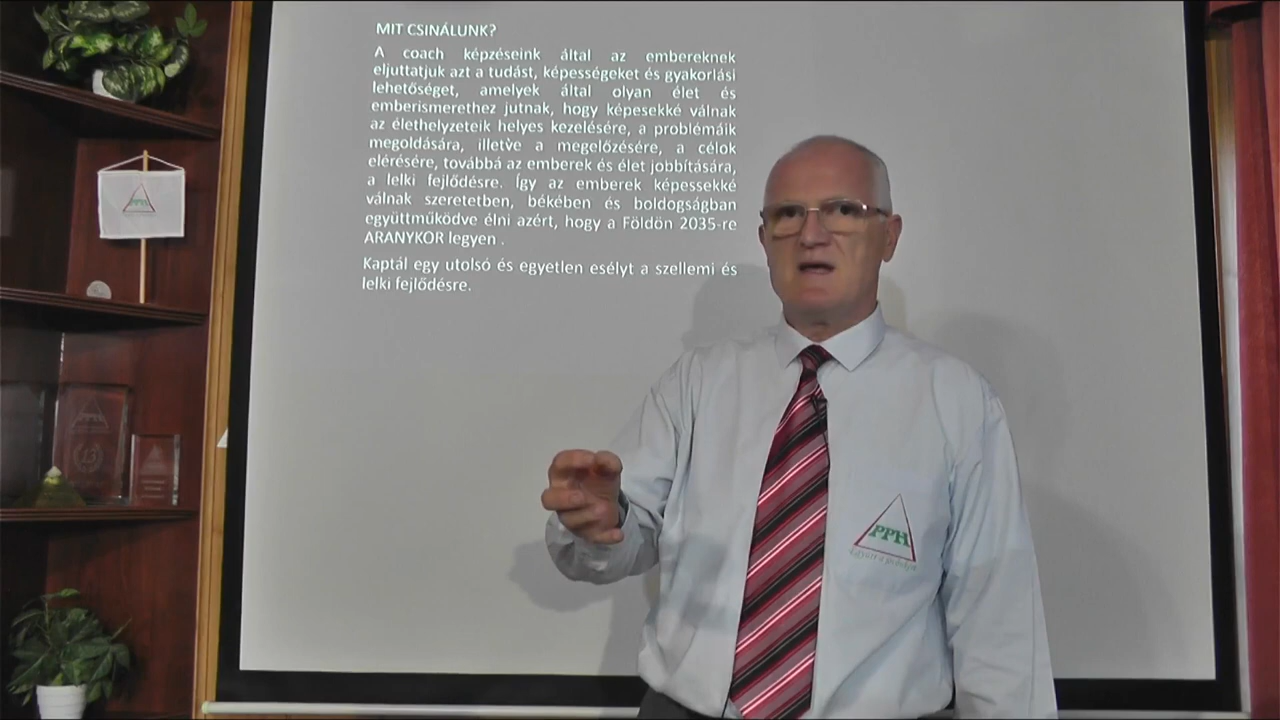 MIT CSINÁLUNK?
A coach képzéseink által az embereknek
eljuttatjuk azt a tudást, képességeket és gyakorlási
lehetőséget, amelyek által olyan élet és
emberismerethez jutnak, hogy képesekké válnak
az élethelyzeteik helyes kezelésére, a problémáik
megoldására, illetve a megelőzésére, a célok
elérésére, továbbá az emberek és élet jobbítására,
a lelki fejlődésre. Így az emberek képessekké
válnak szeretetben, békében és boldogságban
együttműködve élni azért, hogy a Földön 2035-re
ARANYKOR legyen .
Kaptál egy utolsó és egyetlen esélyt a szellemi és
lelki fejlődésre.
PPH
PPH
PPH
13